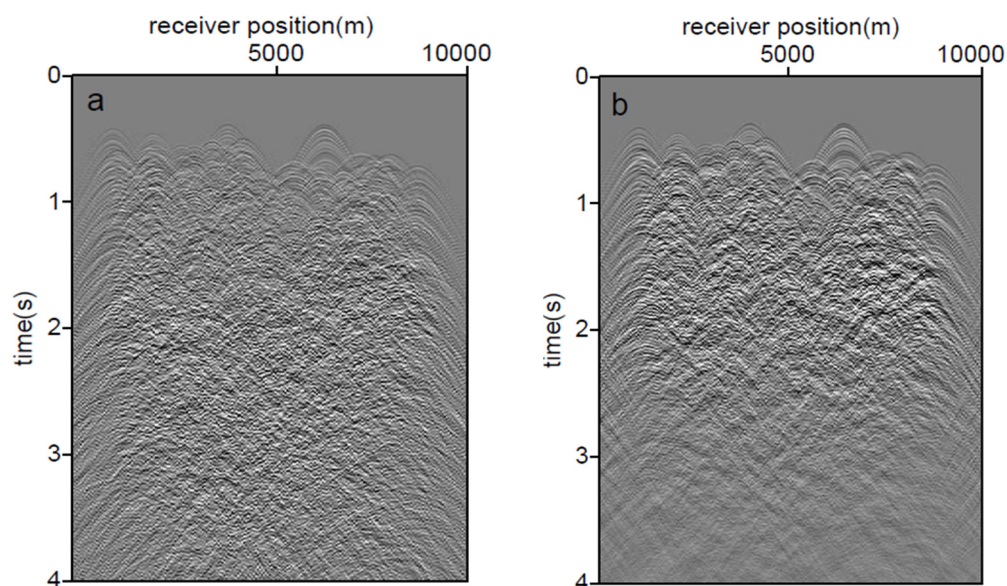 receiver position(m)
5000 10000
0
a
1
2
3
4
time(s)
receiver position(m)
5000 10000
0
b
1
2
3
4
time(s)